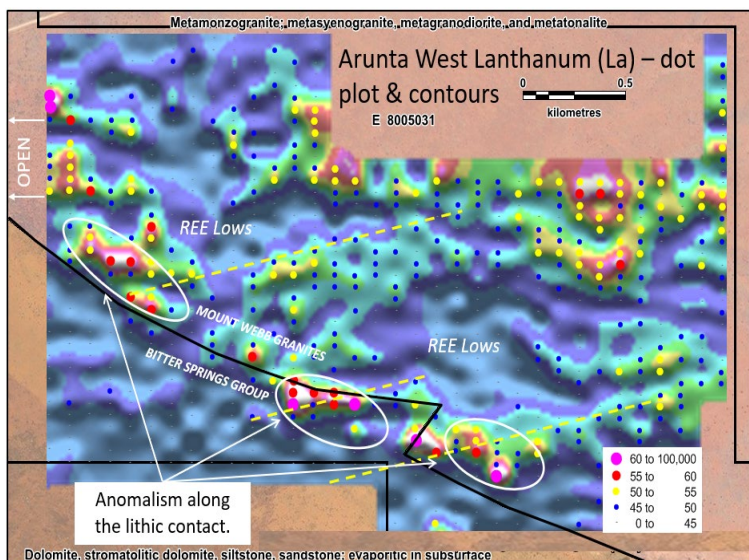 Metamonzogranite; metasyenogranite, metagranodiorite, and metatonalite
Arunta West Lanthanum (La) – dot
plot & contours
0 0.5
kilometres
E 8005031
OPEN
REE Lows
MOUNT WEBB GRANITES
BITTER SPRINGS GROUP
REE Lows
Anomalism along
the lithic contact.
60 to 100,000
55 to 60
50 to 55
45 to 50
0 to 45
Dolomite, stromatolitic dolomite, siltstone, sandstone; evaporitic in subsurface